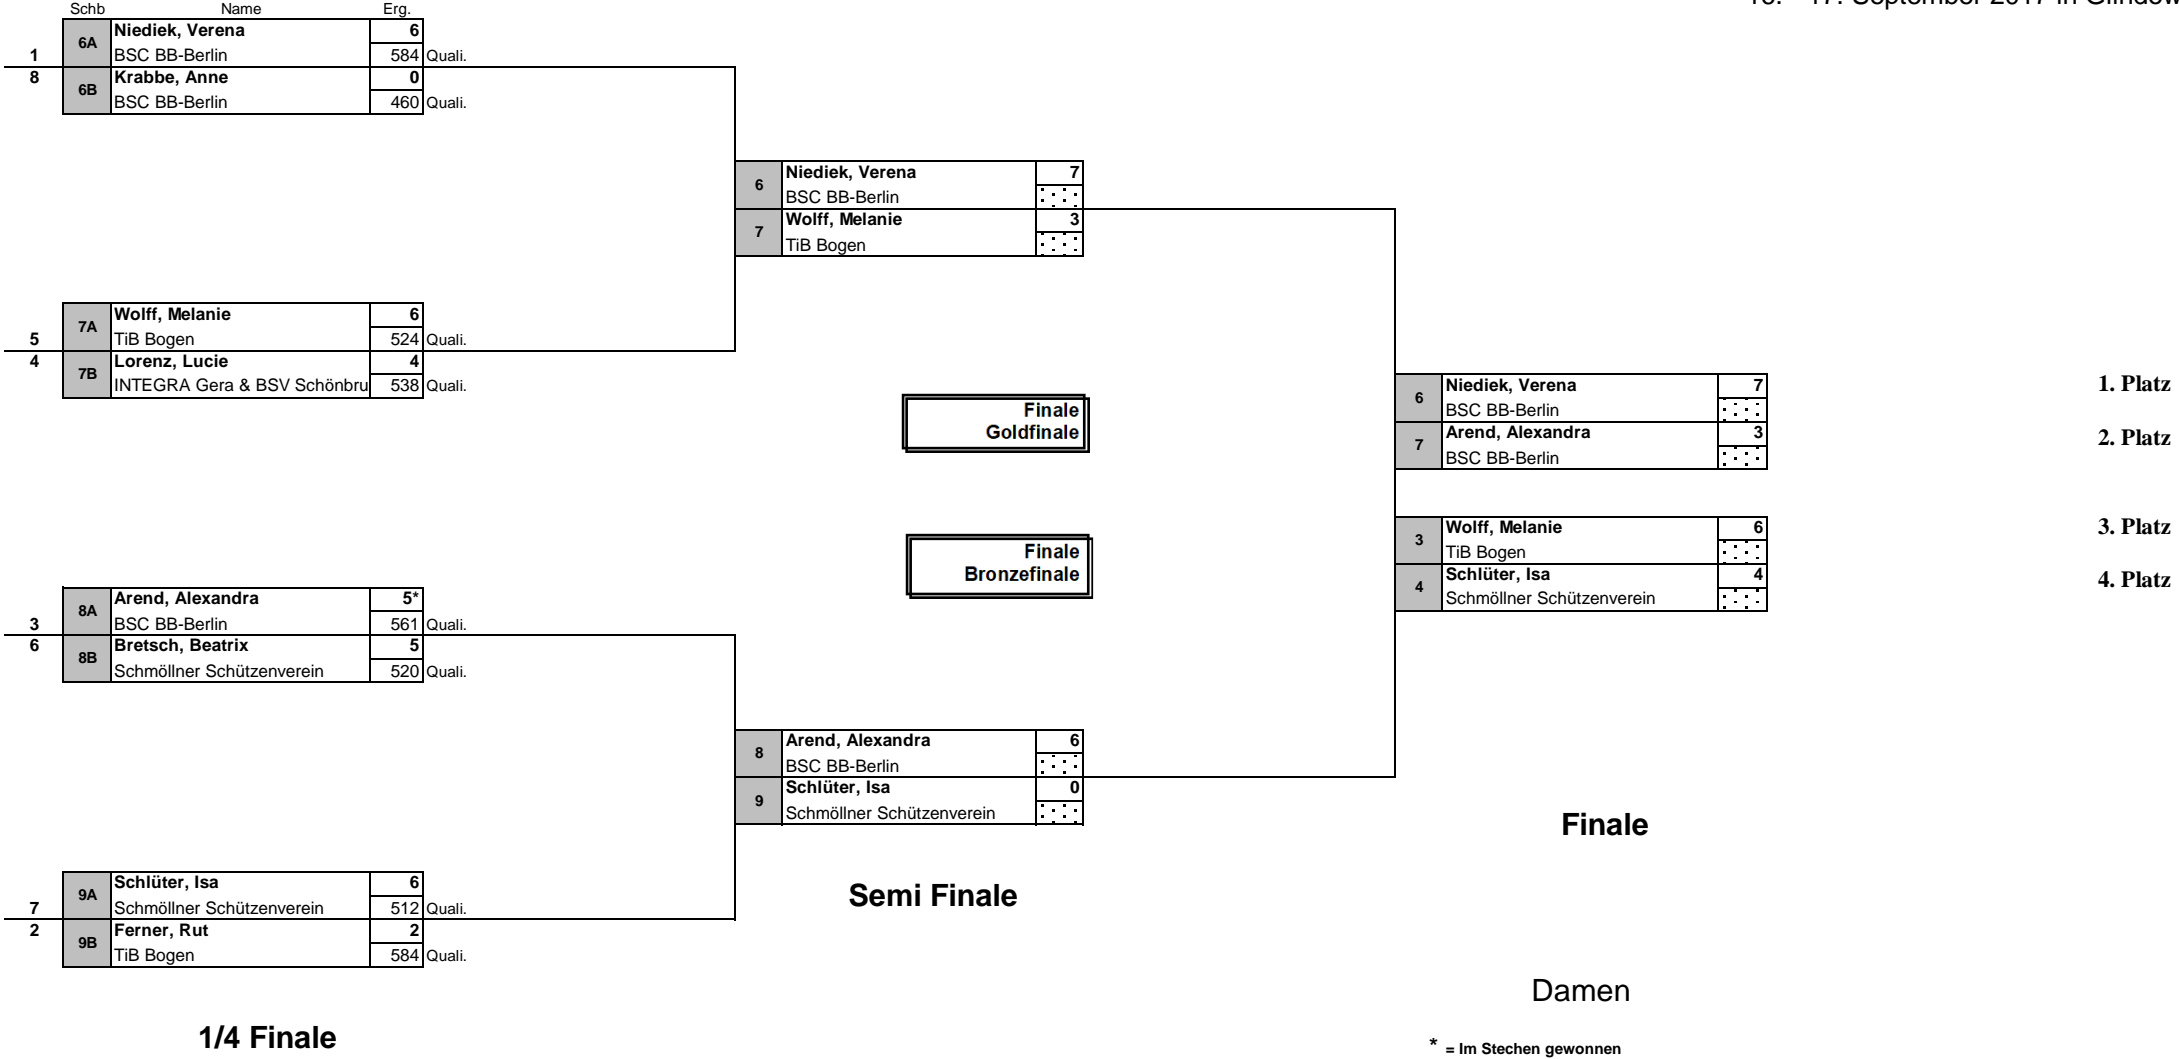 Schb Name Erg.
6A Niediek, Verena 6
1 BSC BB-Berlin 584 Quali.
8 6B Krabbe, Anne 0
BSC BB-Berlin 460 Quali.
6 Niediek, Verena 7
BSC BB-Berlin
7 Wolff, Melanie 3
TiB Bogen
7A Wolff, Melanie 6
5 TiB Bogen 524 Quali.
4 7B Lorenz, Lucie 4
INTEGRA Gera & BSV Schönbru 538 Quali.
Finale
Goldfinale
6 Niediek, Verena 7 1. Platz
BSC BB-Berlin
7 Arend, Alexandra 3 2. Platz
BSC BB-Berlin
Finale
Bronzefinale
3 Wolff, Melanie 6 3. Platz
TiB Bogen
4 Schlüter, Isa 4 4. Platz
Schmöllner Schützenverein
8A Arend, Alexandra 5*
3 BSC BB-Berlin 561 Quali.
6 8B Bretsch, Beatrix 5
Schmöllner Schützenverein 520 Quali.
8 Arend, Alexandra 6
BSC BB-Berlin
9 Schlüter, Isa 0
Schmöllner Schützenverein
Finale
9A Schlüter, Isa 6
7 Schmöllner Schützenverein 512 Quali.
2 9B Ferner, Rut 2
TiB Bogen 584 Quali.
Semi Finale
Damen
1/4 Finale
* = Im Stechen gewonnen